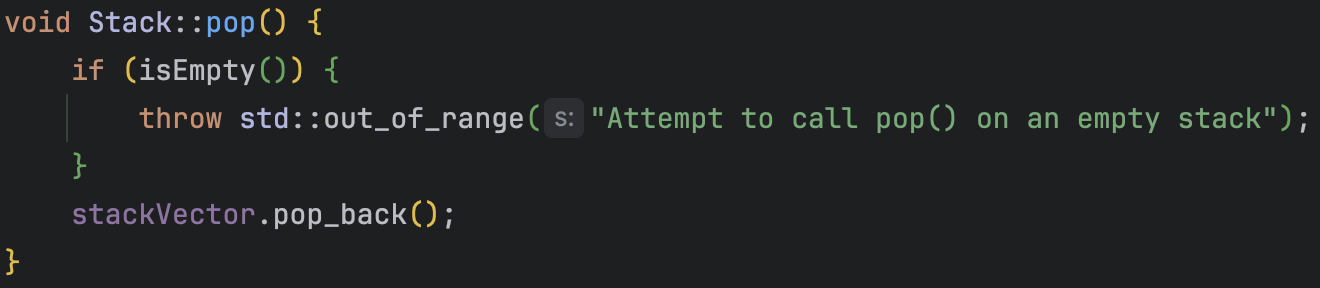 void Stack::pop() {
    if (isEmpty()) {
        throw std::out_of_range(s: "Attempt to call pop() on an empty stack");
    }
    stackVector.pop_back();
}